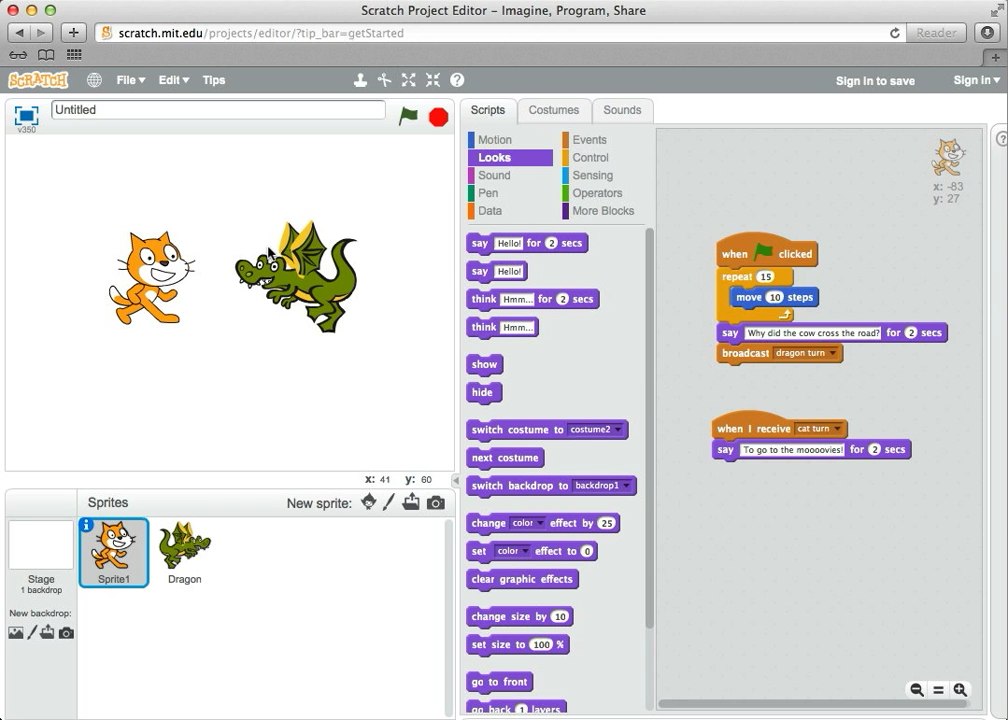 Scratch Project Editor - Imagine, Program, Share
scratch.mit.edu/projects/editor/?tip_bar=getStarted
Reader
SCRATCH
File
Edit
Tips
Sign in to save
Sign in
v350
Untitled
Scripts
Costumes
Sounds
Motion
Looks
Sound
Pen
Data
Events
Control
Sensing
Operators
More Blocks
say Hello! for 2 secs
say Hello!
think Hmm... for 2 secs
think Hmm...
show
hide
switch costume to costume2
next costume
switch backdrop to backdrop1
change color effect by 25
set color effect to 0
clear graphic effects
change size by 10
set size to 100 %
go to front
go back 1 layers
x: -83
y: 27
when clicked
repeat 15
move 10 steps
say Why did the cow cross the road? for 2 secs
broadcast dragon turn
when I receive cat turn
say To go to the moooovies! for 2 secs
x: 41 y: 60
Sprites
New sprite:
Stage
1 backdrop
New backdrop:
Sprite1
Dragon